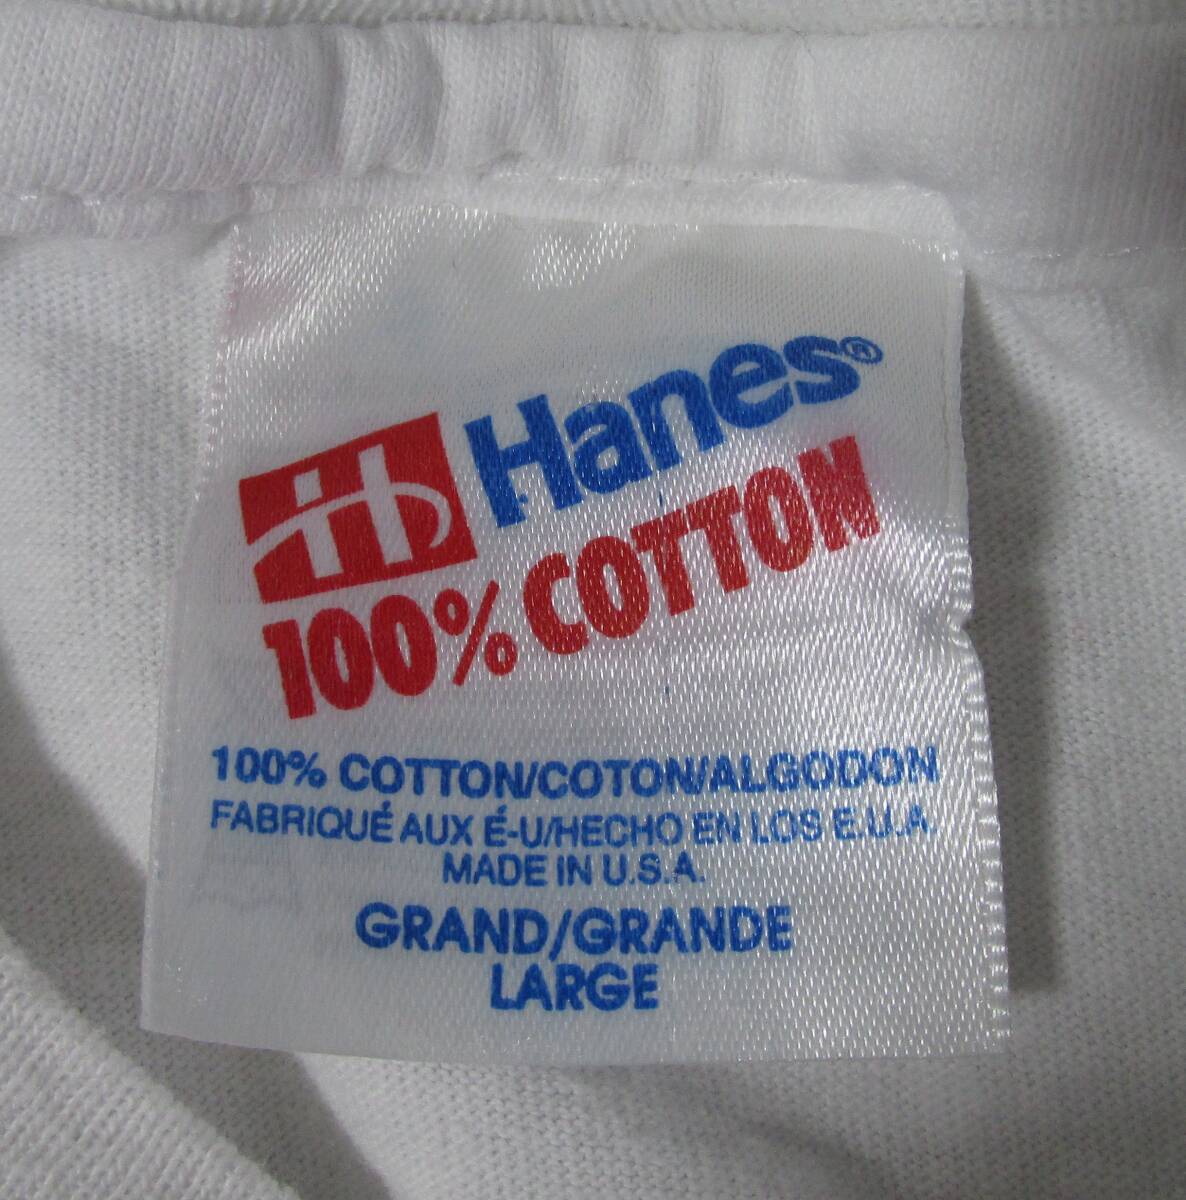 Hanes®
100% COTTON
100% COTTON/COTON/ALGODON
FABRIQUÉ AUX É-U/HECHO EN LOS E.U.A.
MADE IN U.S.A.
GRAND/GRANDE
LARGE